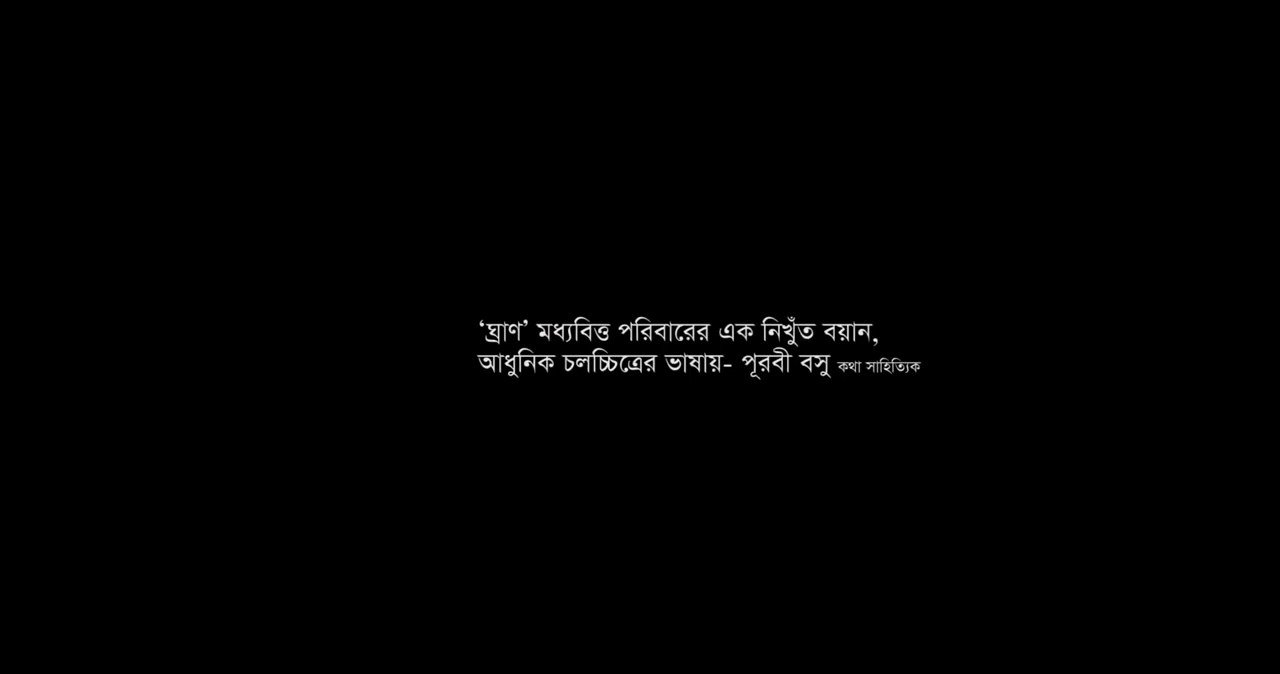 ‘ঘ্রাণ’ মধ্যবিত্ত পরিবারের এক নিখুঁত বয়ান,
আধুনিক চলচ্চিত্রের ভাষায়- পূরবী বসু কথা সাহিত্যিক